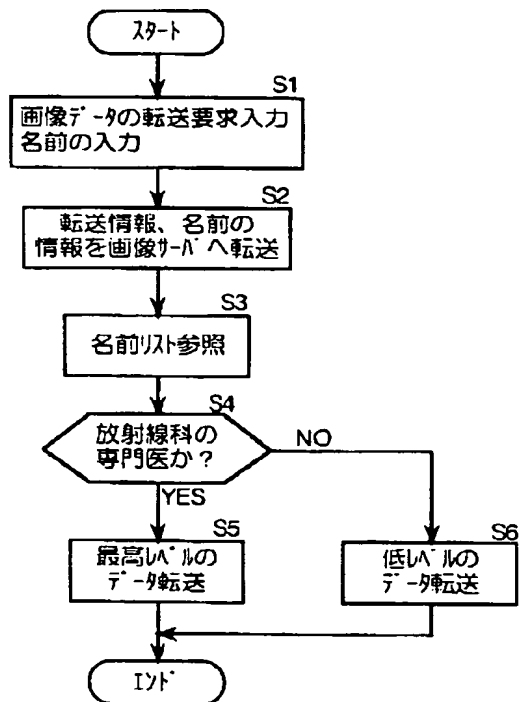 スタート
S1
画像データの転送要求入力
名前の入力
S2
転送情報、名前の
情報を画像サーバへ転送
S3
名前リスト参照
S4
放射線科の
専門医か？
NO
YES
S5
最高レベルの
データ転送
S6
低レベルの
データ転送
エンド